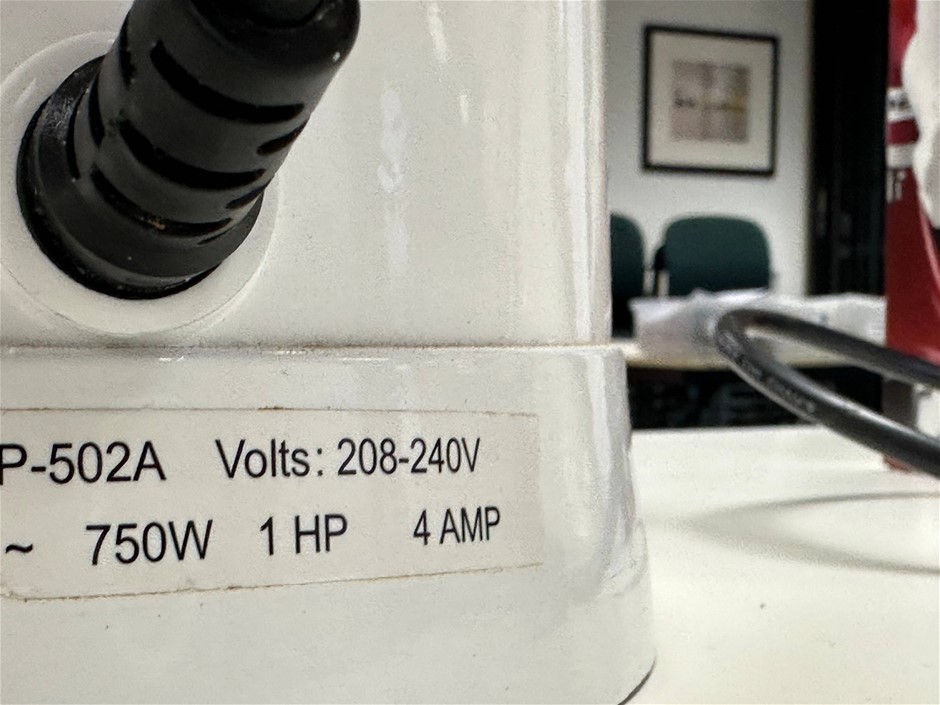 P-502A Volts: 208-240V
~ 750W 1 HP 4 AMP